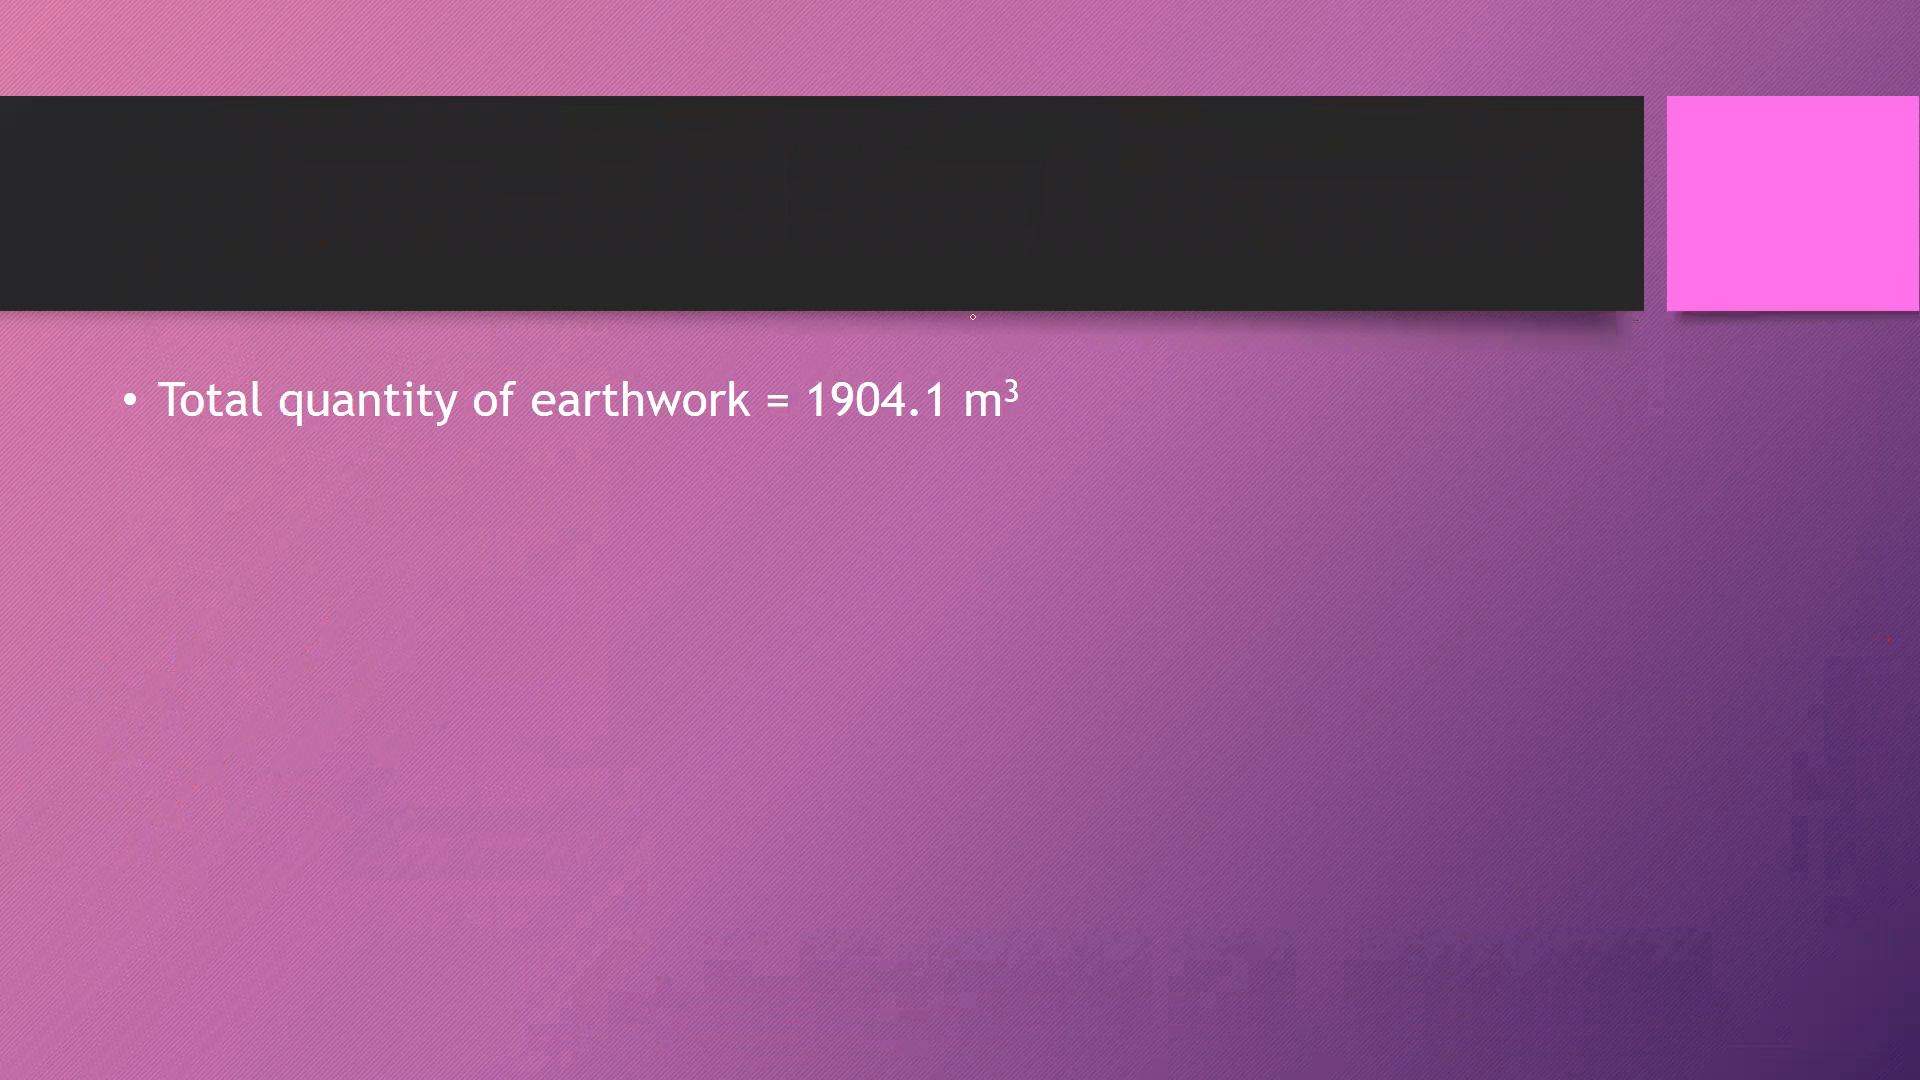 • Total quantity of earthwork = 1904.1 m³